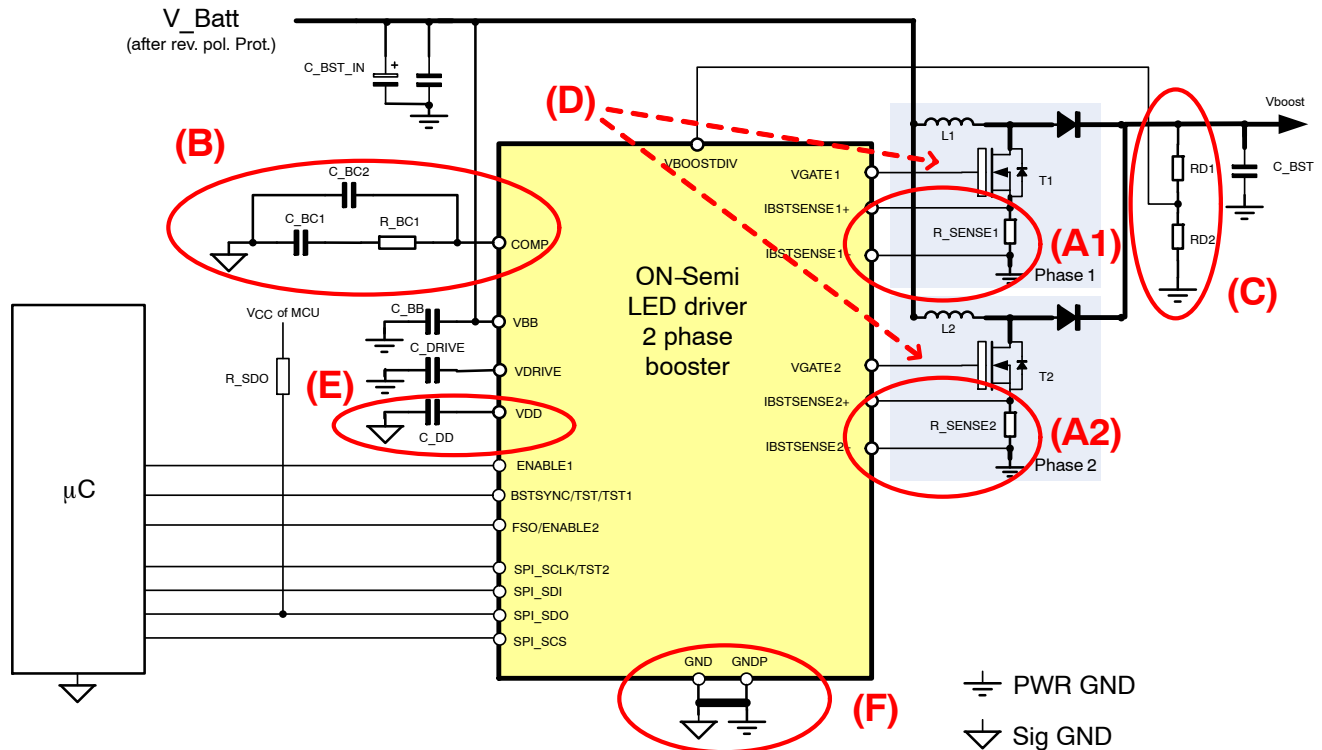 V_Batt
(after rev. pol. Prot.)
C_BST_IN
+
(D)
(B)
C_BC2
C_BC1
R_BC1
COMP
VBOOSTDIV
VGATE1
IBSTSENSE1+
IBSTSENSE1-
L1
T1
R_SENSE1
(A1)
Phase 1
Vboost
RD1
C_BST
RD2
(C)
ON-Semi
LED driver
2 phase
booster
VCC of MCU
R_SDO
C_BB
VBB
C_DRIVE
VDRIVE
(E)
VDD
C_DD
L2
VGATE2
T2
IBSTSENSE2+
IBSTSENSE2-
R_SENSE2
(A2)
Phase 2
μC
ENABLE1
BSTSYNC/TST/TST1
FSO/ENABLE2
SPI_SCLK/TST2
SPI_SDI
SPI_SDO
SPI_SCS
GND
GNDP
(F)
PWR GND
Sig GND